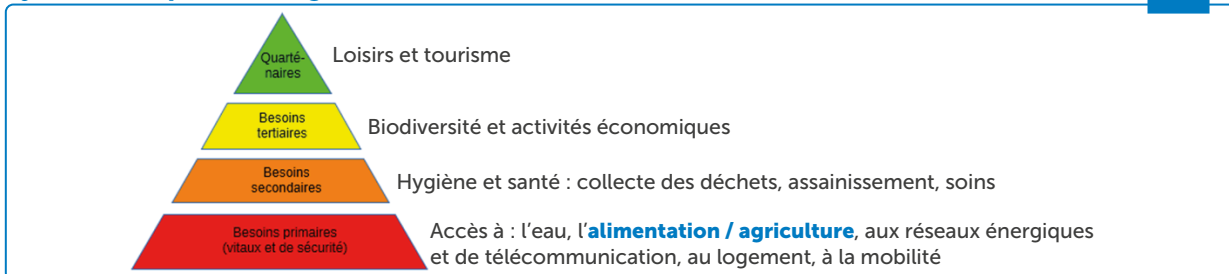 Quarté-
naires
Loisirs et tourisme
Besoins
tertiaires
Biodiversité et activités économiques
Besoins
secondaires
Hygiène et santé : collecte des déchets, assainissement, soins
Besoins primaires
(vitaux et de sécurité)
Accès à : l'eau, l'alimentation / agriculture, aux réseaux énergiques
et de télécommunication, au logement, à la mobilité